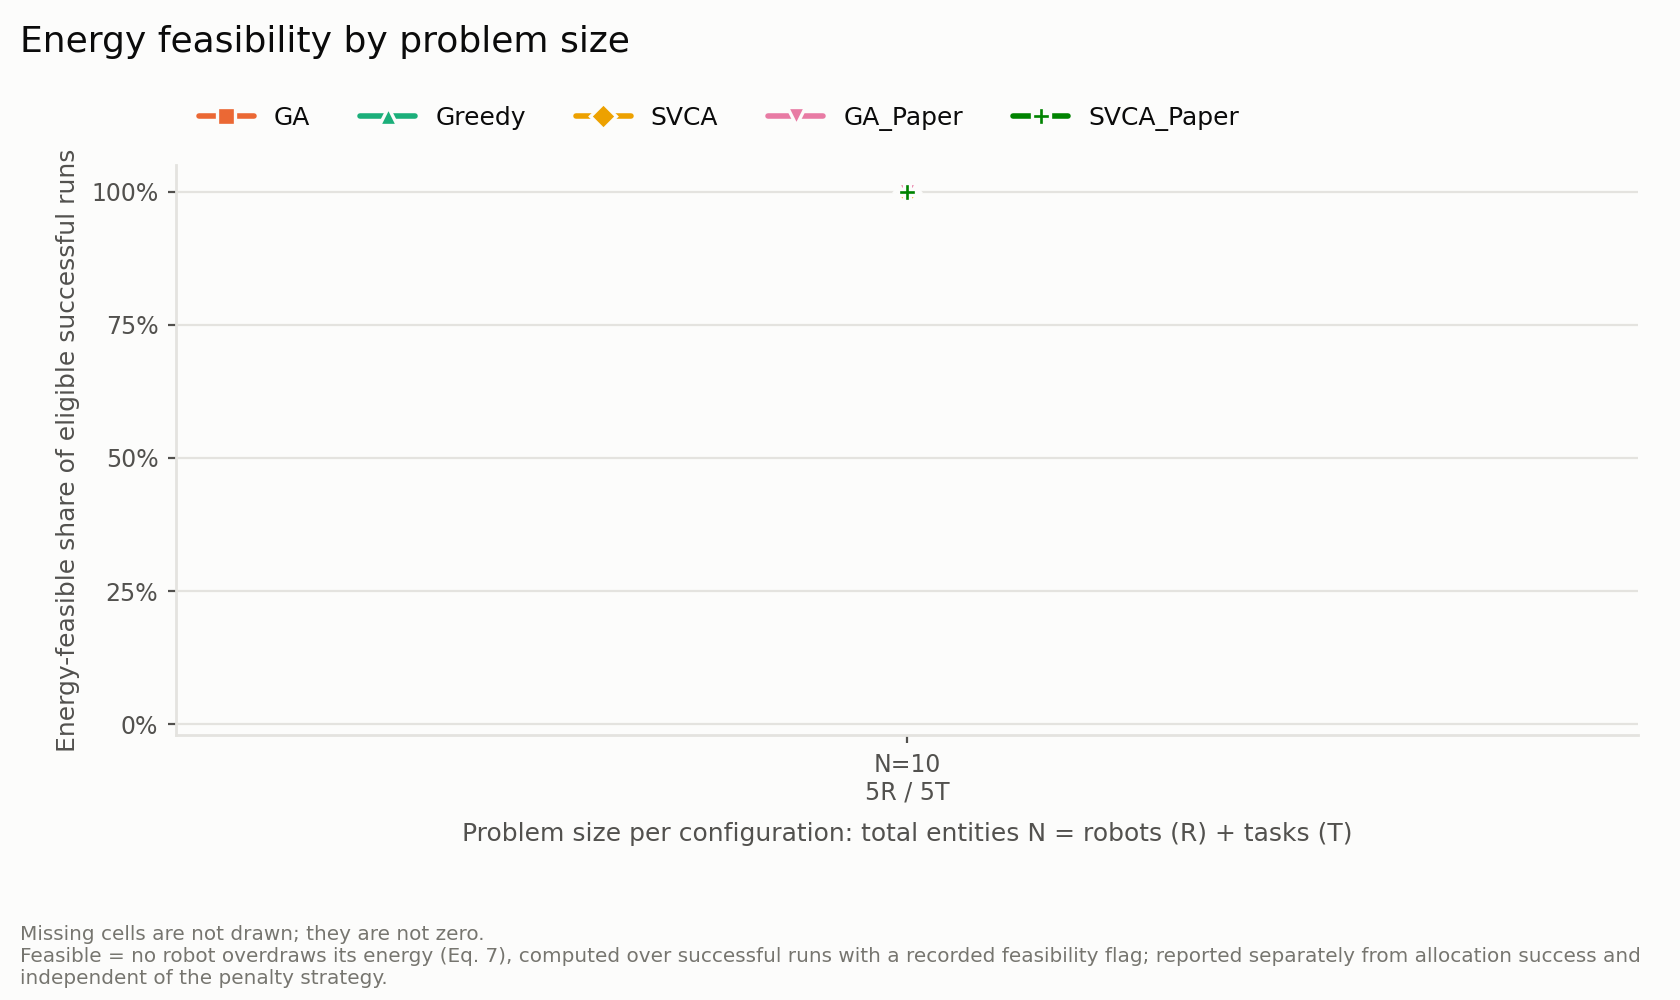 Energy feasibility by problem size
GA
Greedy
SVCA
GA_Paper
SVCA_Paper
Energy-feasible share of eligible successful runs
100%
75%
50%
25%
0%
N=10
5R / 5T
Problem size per configuration: total entities N = robots (R) + tasks (T)
Missing cells are not drawn; they are not zero.
Feasible = no robot overdraws its energy (Eq. 7), computed over successful runs with a recorded feasibility flag; reported separately from allocation success and
independent of the penalty strategy.